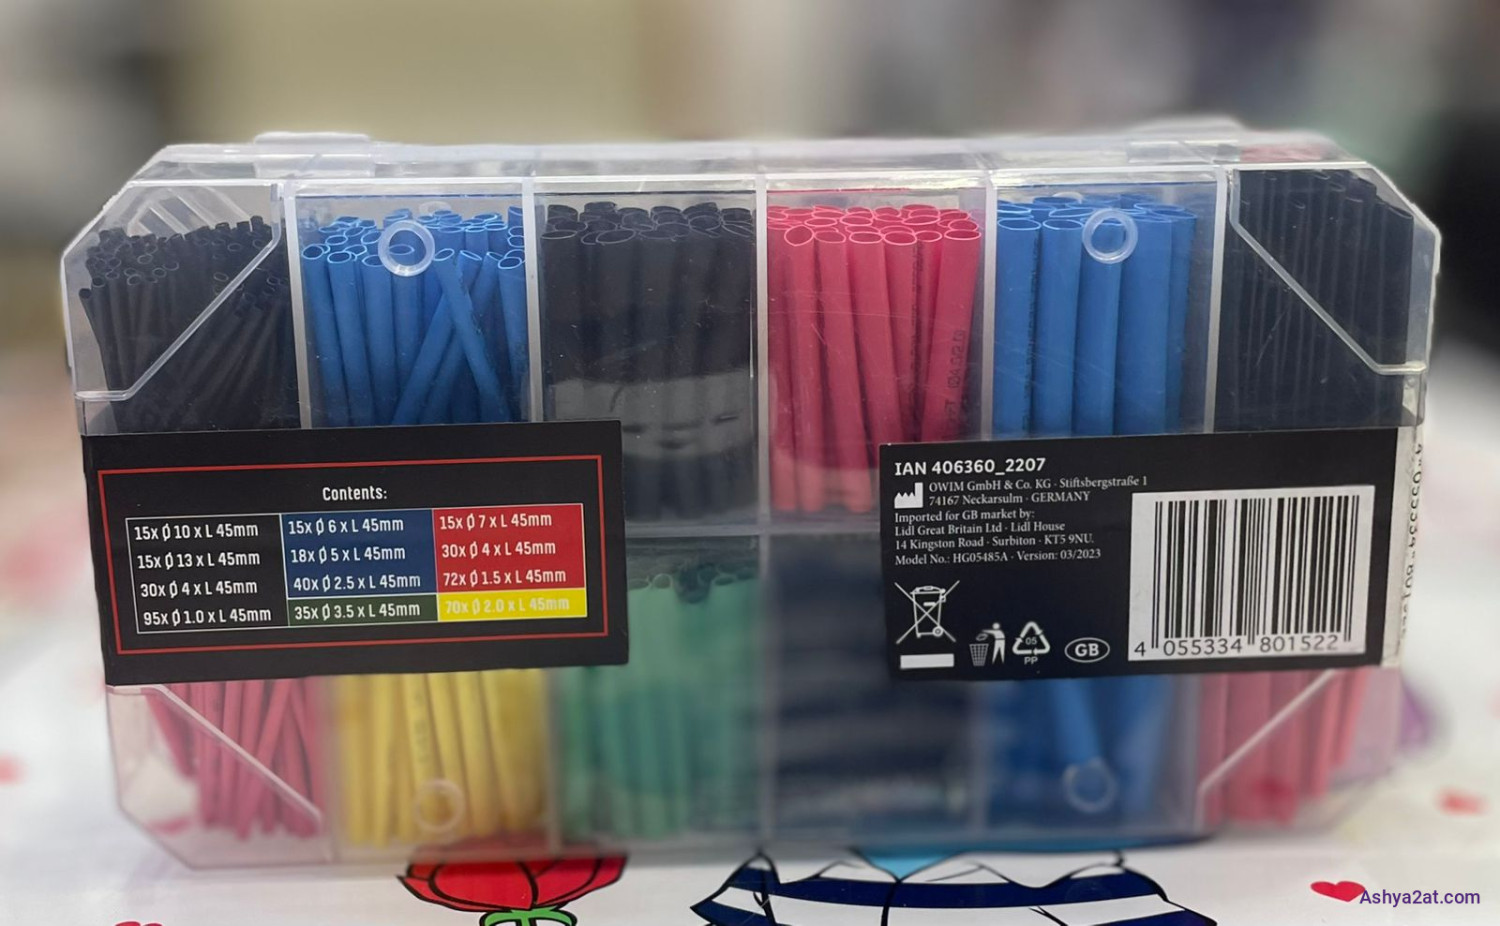 Contents:
15x Ø 10 x L 45mm
15x Ø 13 x L 45mm
30x Ø 4 x L 45mm
95x Ø 1.0 x L 45mm
15x Ø 6 x L 45mm
18x Ø 5 x L 45mm
40x Ø 2.5 x L 45mm
35x Ø 3.5 x L 45mm
15x Ø 7 x L 45mm
30x Ø 4 x L 45mm
72x Ø 1.5 x L 45mm
70x Ø 2.0 x L 45mm
IAN 406360_2207
OWIM GmbH & Co. KG · Stiftsbergstraße 1
74167 Neckarsulm · GERMANY
Imported for GB market by:
Lidl Great Britain Ltd · Lidl House
14 Kingston Road · Surbiton · KT5 9NU.
Model No.: HG05485A · Version: 03/2023
05
PP
GB
4 055334 801522
Ashya2at.com